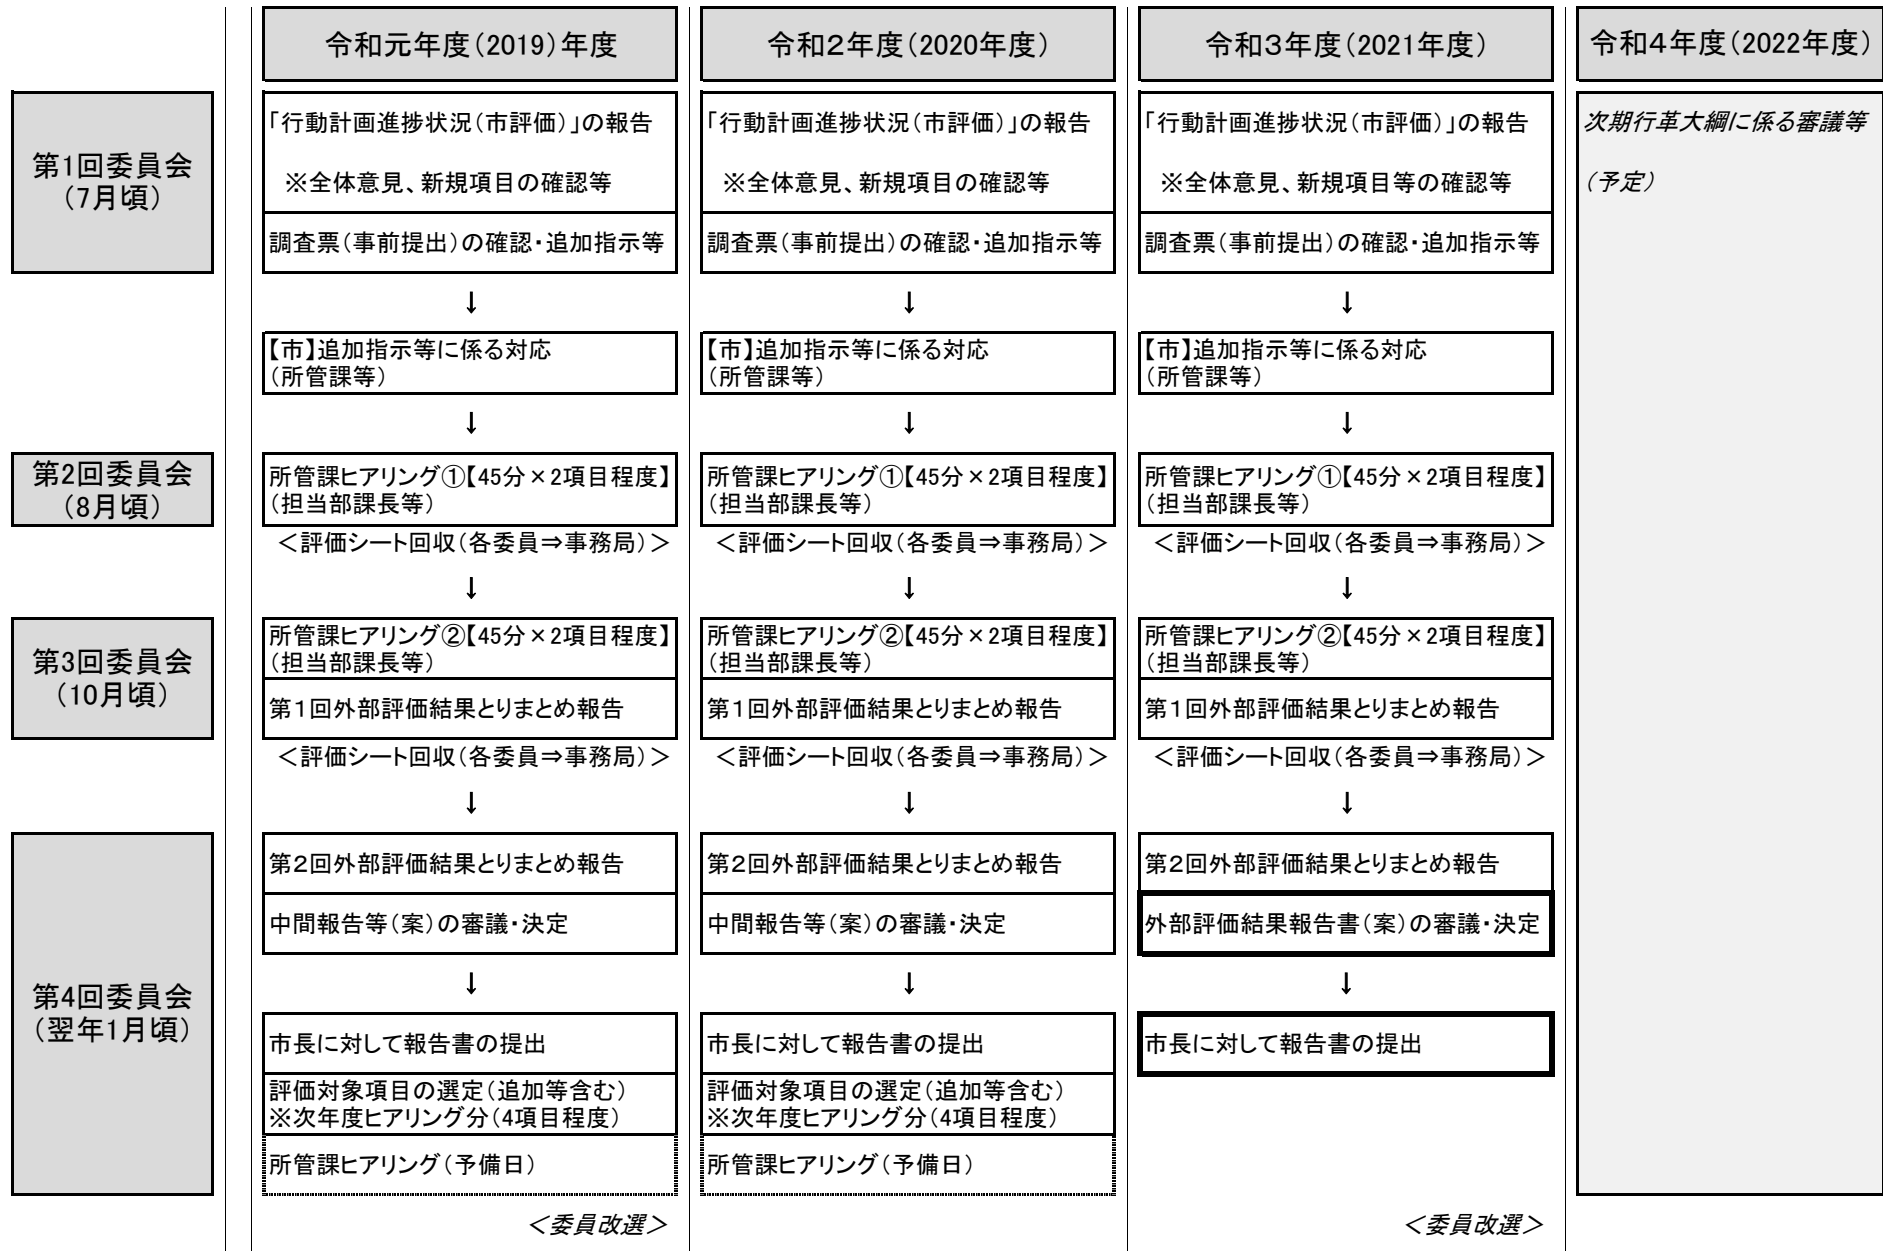 令和元年度（2019）年度
令和２年度（2020年度）
令和３年度（2021年度）
令和４年度（2022年度）
第1回委員会
（7月頃）
「行動計画進捗状況（市評価）」の報告
※全体意見、新規項目の確認等
調査票（事前提出）の確認・追加指示等
「行動計画進捗状況（市評価）」の報告
※全体意見、新規項目の確認等
調査票（事前提出）の確認・追加指示等
「行動計画進捗状況（市評価）」の報告
※全体意見、新規項目等の確認等
調査票（事前提出）の確認・追加指示等
次期行革大綱に係る審議等
（予定）
↓
↓
↓
【市】追加指示等に係る対応
（所管課等）
【市】追加指示等に係る対応
（所管課等）
【市】追加指示等に係る対応
（所管課等）
↓
↓
↓
第2回委員会
（8月頃）
所管課ヒアリング①【45分×2項目程度】
（担当部課長等）
＜評価シート回収（各委員⇒事務局）＞
所管課ヒアリング①【45分×2項目程度】
（担当部課長等）
＜評価シート回収（各委員⇒事務局）＞
所管課ヒアリング①【45分×2項目程度】
（担当部課長等）
＜評価シート回収（各委員⇒事務局）＞
↓
↓
↓
第3回委員会
（10月頃）
所管課ヒアリング②【45分×2項目程度】
（担当部課長等）
第１回外部評価結果とりまとめ報告
＜評価シート回収（各委員⇒事務局）＞
所管課ヒアリング②【45分×2項目程度】
（担当部課長等）
第１回外部評価結果とりまとめ報告
＜評価シート回収（各委員⇒事務局）＞
所管課ヒアリング②【45分×2項目程度】
（担当部課長等）
第１回外部評価結果とりまとめ報告
＜評価シート回収（各委員⇒事務局）＞
↓
↓
↓
第4回委員会
（翌年1月頃）
第２回外部評価結果とりまとめ報告
中間報告等（案）の審議・決定
↓
市長に対して報告書の提出
評価対象項目の選定（追加等含む）
※次年度ヒアリング分（4項目程度）
所管課ヒアリング（予備日）
＜委員改選＞
第２回外部評価結果とりまとめ報告
中間報告等（案）の審議・決定
↓
市長に対して報告書の提出
評価対象項目の選定（追加等含む）
※次年度ヒアリング分（4項目程度）
所管課ヒアリング（予備日）
第２回外部評価結果とりまとめ報告
外部評価結果報告書（案）の審議・決定
↓
市長に対して報告書の提出
＜委員改選＞